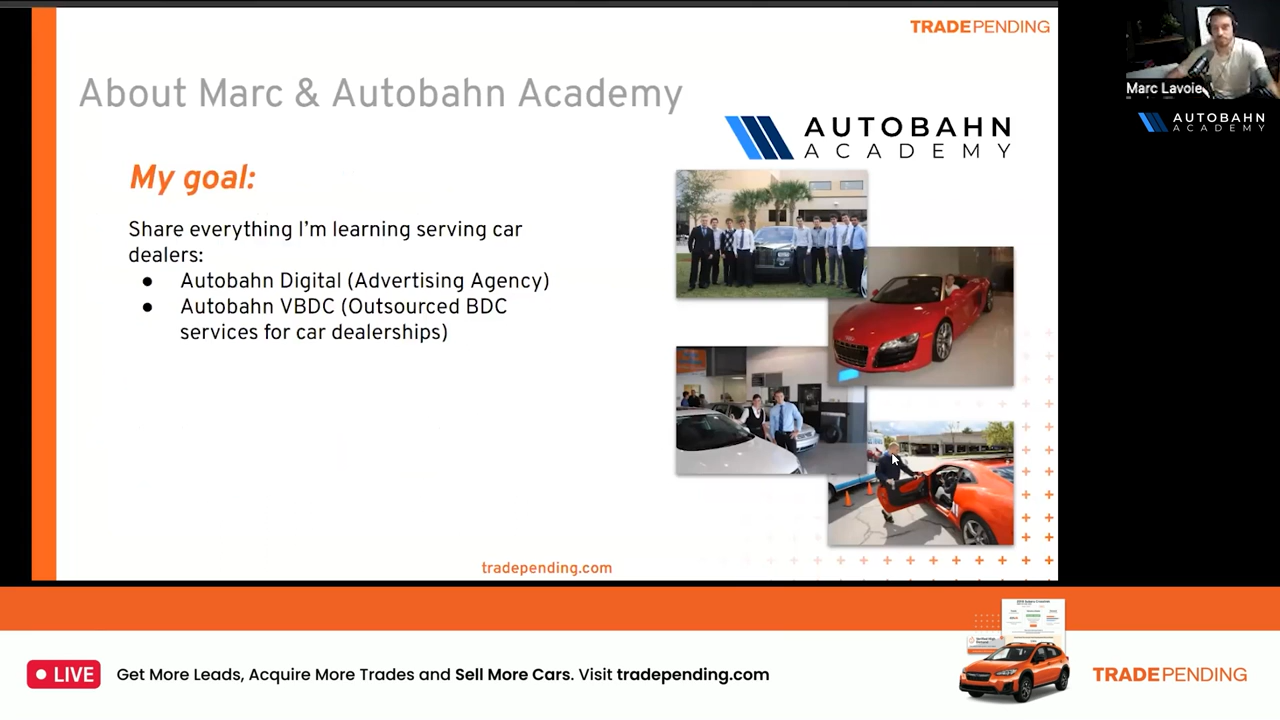 TRADEPENDING
About Marc & Autobahn Academy
AUTOBAHN
ACADEMY
My goal:
Share everything I'm learning serving car
dealers:
● Autobahn Digital (Advertising Agency)
● Autobahn VBDC (Outsourced BDC
services for car dealerships)
tradepending.com
Marc Lavoie
AUTOBAHN
ACADEMY
LIVE
Get More Leads, Acquire More Trades and Sell More Cars. Visit tradepending.com
TRADEPENDING